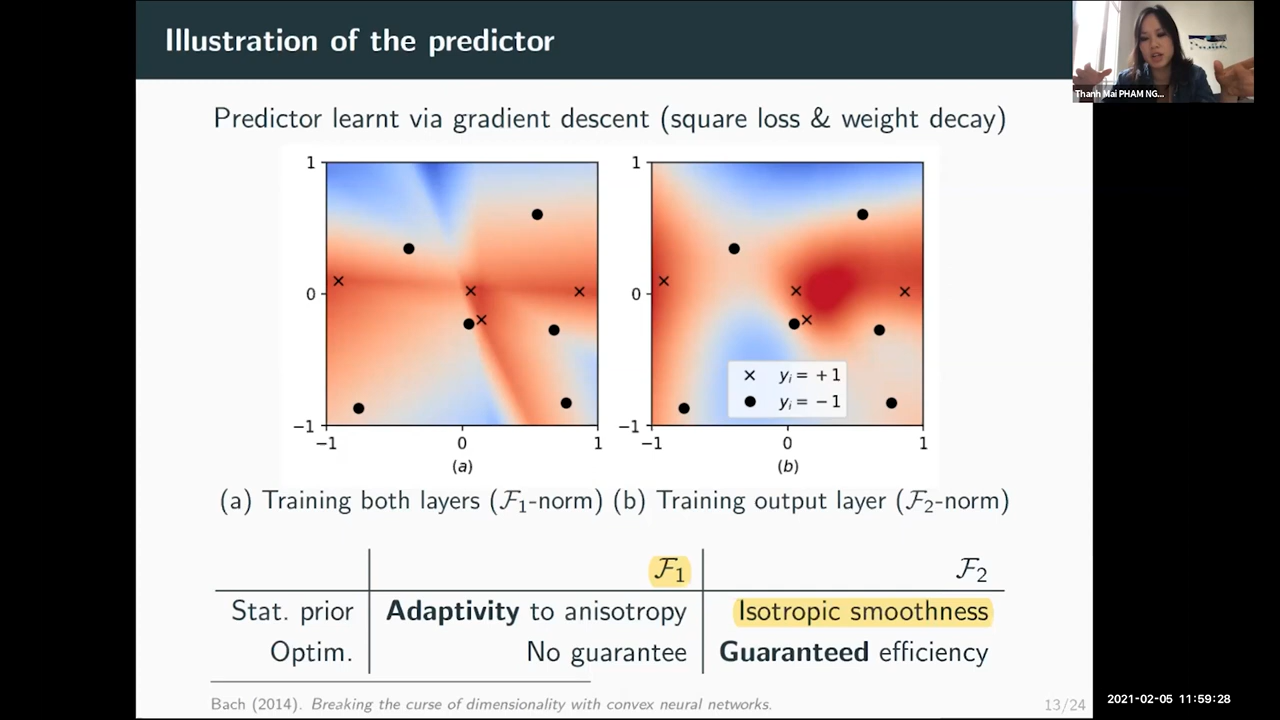 Illustration of the predictor
Thanh Mai PHAM NG...
Predictor learnt via gradient descent (square loss & weight decay)
1
0
−1
−1 0 1
(a)
1
0
−1
−1 0 1
(b)
× yᵢ = +1
● yᵢ = −1
(a) Training both layers (ℱ₁-norm) (b) Training output layer (ℱ₂-norm)
ℱ₁ ℱ₂
Stat. prior Adaptivity to anisotropy Isotropic smoothness
Optim. No guarantee Guaranteed efficiency
Bach (2014). Breaking the curse of dimensionality with convex neural networks.
13/24
2021-02-05 11:59:28